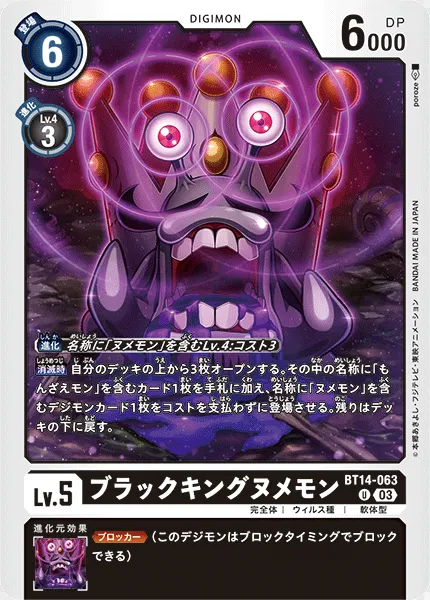 DIGIMON
登場
6
6000
DP
進化
Lv.4
3
poroze
しんか めいしょう ふく
進化 名称に「ヌメモン」を含むLv.4:コスト3
消滅時 自分のデッキの上から3枚オープンする。その中の名称に「も
んざえモン」を含むカード1枚を手札に加え、名称に「ヌメモン」を含
むデジモンカード1枚をコストを支払わずに登場させる。残りはデッ
キの下に戻す。
©本郷あきよし・フジテレビ・東映アニメーション BANDAI MADE IN JAPAN
Lv.5
ブラックキングヌメモン
BT14-063
U 03
完全体 | ウィルス種 | 軟体型
進化元効果
ブロッカー (このデジモンはブロックタイミングでブロック
できる)